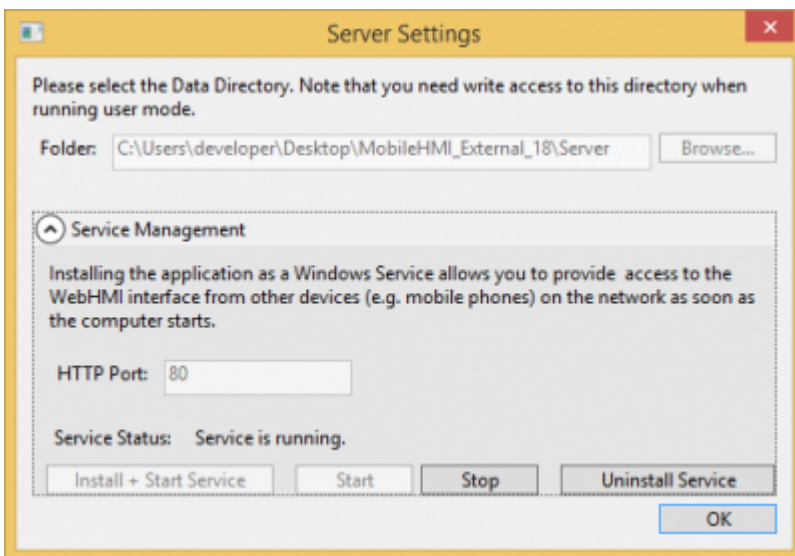 Server Settings
Please select the Data Directory. Note that you need write access to this directory when
running user mode.
Folder: C:\Users\developer\Desktop\MobileHMI_External_18\Server Browse...
Service Management
Installing the application as a Windows Service allows you to provide access to the
WebHMI interface from other devices (e.g. mobile phones) on the network as soon as
the computer starts.
HTTP Port: 80
Service Status: Service is running.
Install + Start Service Start Stop Uninstall Service
OK